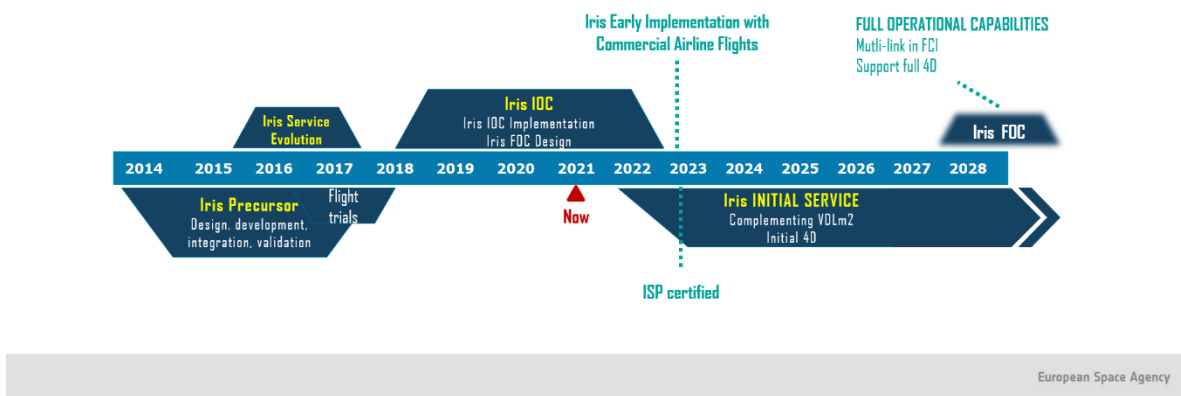 Iris Early Implementation with
Commercial Airline Flights
FULL OPERATIONAL CAPABILITIES
Mutli-link in FCI
Support full 4D
Iris Service
Evolution
Iris IOC
Iris IOC Implementation
Iris FOC Design
Iris FOC
2014 2015 2016 2017 2018 2019 2020 2021 2022 2023 2024 2025 2026 2027 2028
Iris Precursor
Design, development,
integration, validation
Flight
trials
Now
Iris INITIAL SERVICE
Complementing VDLm2
Initial 4D
ISP certified
European Space Agency